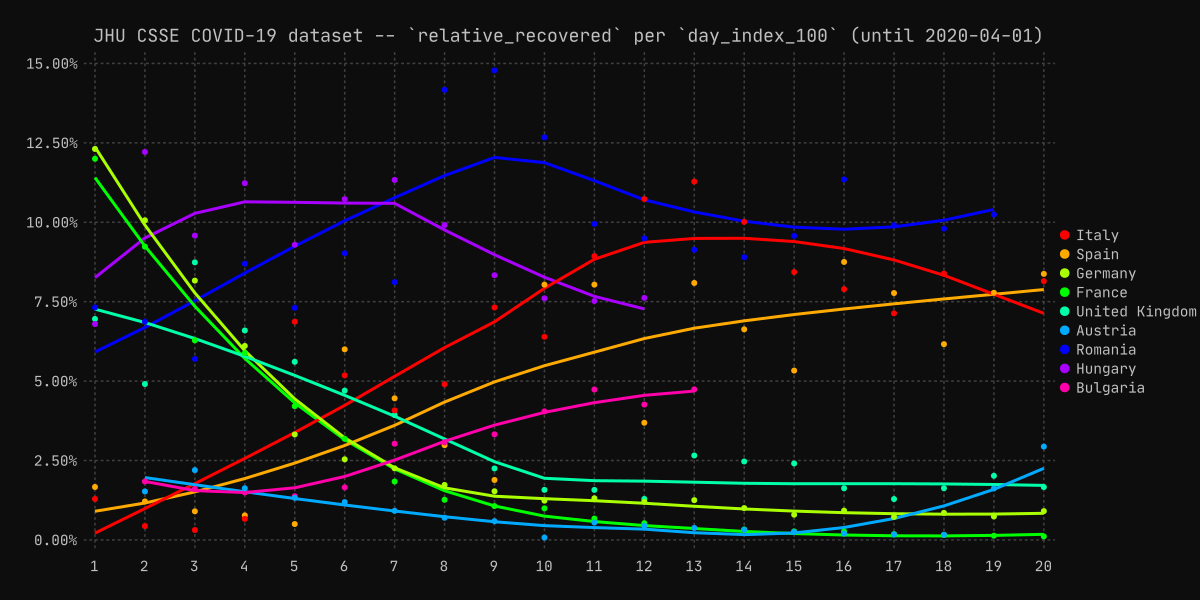 JHU CSSE COVID-19 dataset -- `relative_recovered` per `day_index_100` (until 2020-04-01)
15.00%
12.50%
10.00%
7.50%
5.00%
2.50%
0.00%
1 2 3 4 5 6 7 8 9 10 11 12 13 14 15 16 17 18 19 20
Italy
Spain
Germany
France
United Kingdom
Austria
Romania
Hungary
Bulgaria